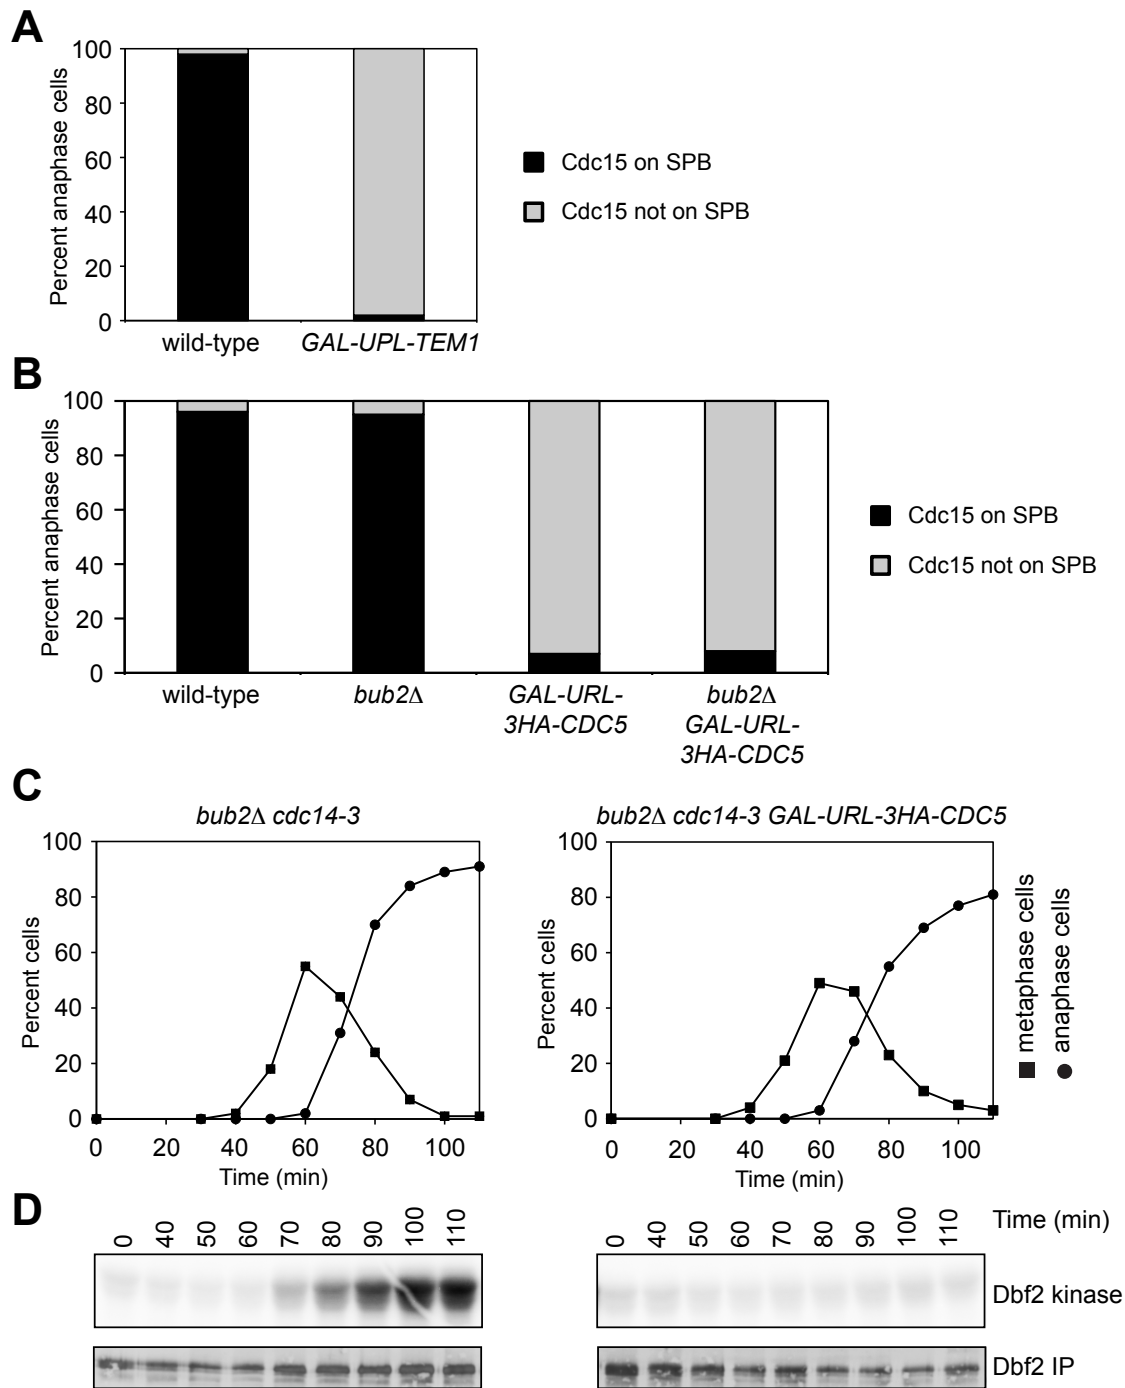 A
Percent anaphase cells
100
80
60
40
20
0
wild-type
GAL-UPL-TEM1
Cdc15 on SPB
Cdc15 not on SPB
B
Percent anaphase cells
100
80
60
40
20
0
wild-type
bub2Δ
GAL-URL-
3HA-CDC5
bub2Δ
GAL-URL-
3HA-CDC5
Cdc15 on SPB
Cdc15 not on SPB
C
bub2Δ cdc14-3
Percent cells
100
80
60
40
20
0
0 20 40 60 80 100
Time (min)
bub2Δ cdc14-3 GAL-URL-3HA-CDC5
Percent cells
100
80
60
40
20
0
0 20 40 60 80 100
Time (min)
metaphase cells
anaphase cells
D
0 40 50 60 70 80 90 100 110
0 40 50 60 70 80 90 100 110
Time (min)
Dbf2 kinase
Dbf2 IP